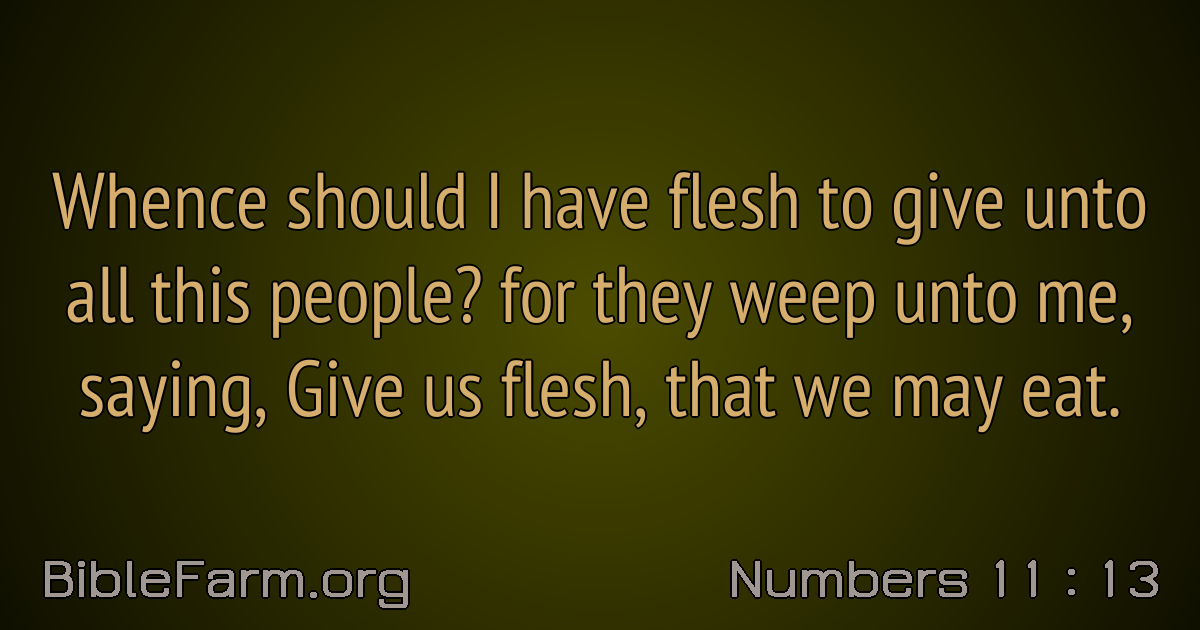 Whence should I have flesh to give unto
all this people? for they weep unto me,
saying, Give us flesh, that we may eat.
BibleFarm.org
Numbers 11 : 13